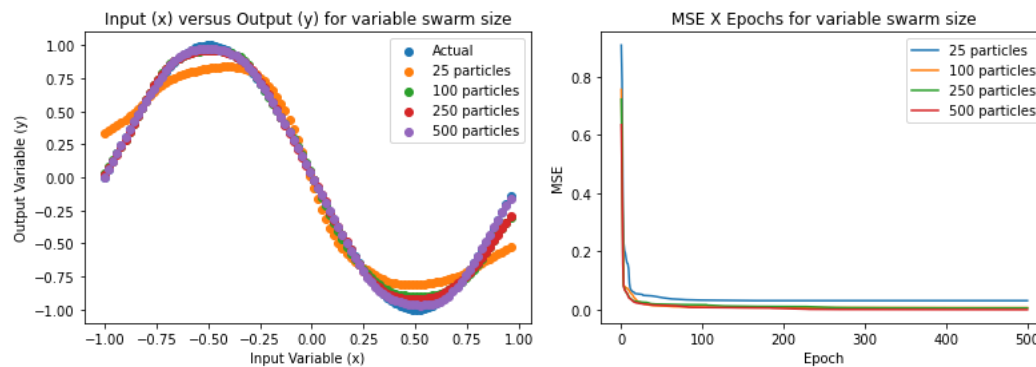 Input (x) versus Output (y) for variable swarm size
1.00
0.75
0.50
0.25
0.00
−0.25
−0.50
−0.75
−1.00
Output Variable (y)
Actual
25 particles
100 particles
250 particles
500 particles
−1.00 −0.75 −0.50 −0.25 0.00 0.25 0.50 0.75 1.00
Input Variable (x)
MSE X Epochs for variable swarm size
0.8
0.6
0.4
0.2
0.0
MSE
25 particles
100 particles
250 particles
500 particles
0 100 200 300 400 500
Epoch